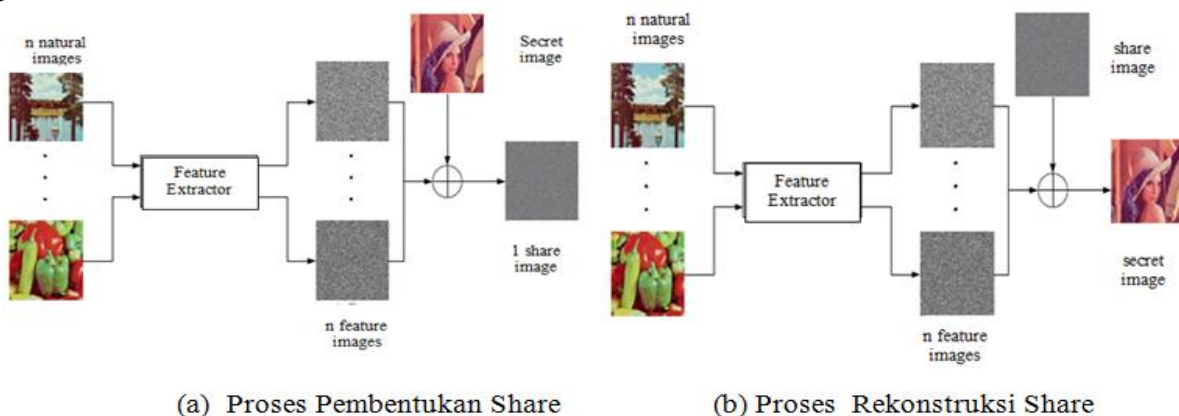 n natural
images
Secret
image
Feature
Extractor
1 share
image
n feature
images
(a) Proses Pembentukan Share
n natural
images
share
image
Feature
Extractor
secret
image
n feature
images
(b) Proses Rekonstruksi Share